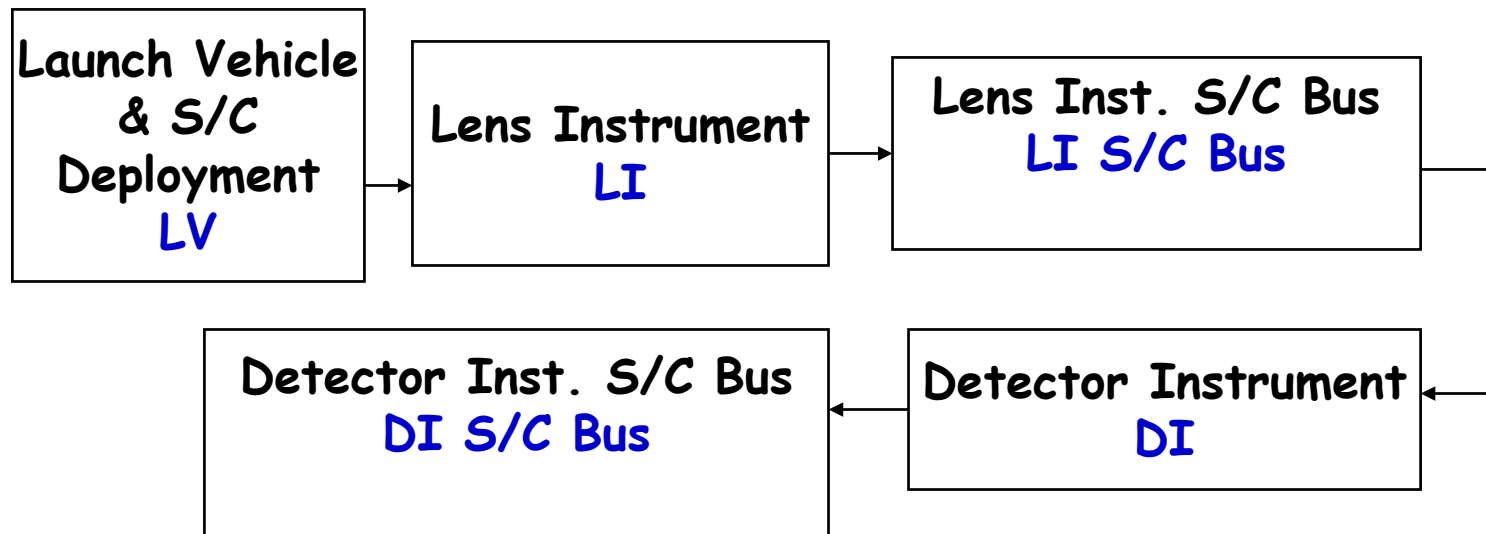 Launch Vehicle
& S/C
Deployment
LV
Lens Instrument
LI
Lens Inst. S/C Bus
LI S/C Bus
Detector Instrument
DI
Detector Inst. S/C Bus
DI S/C Bus